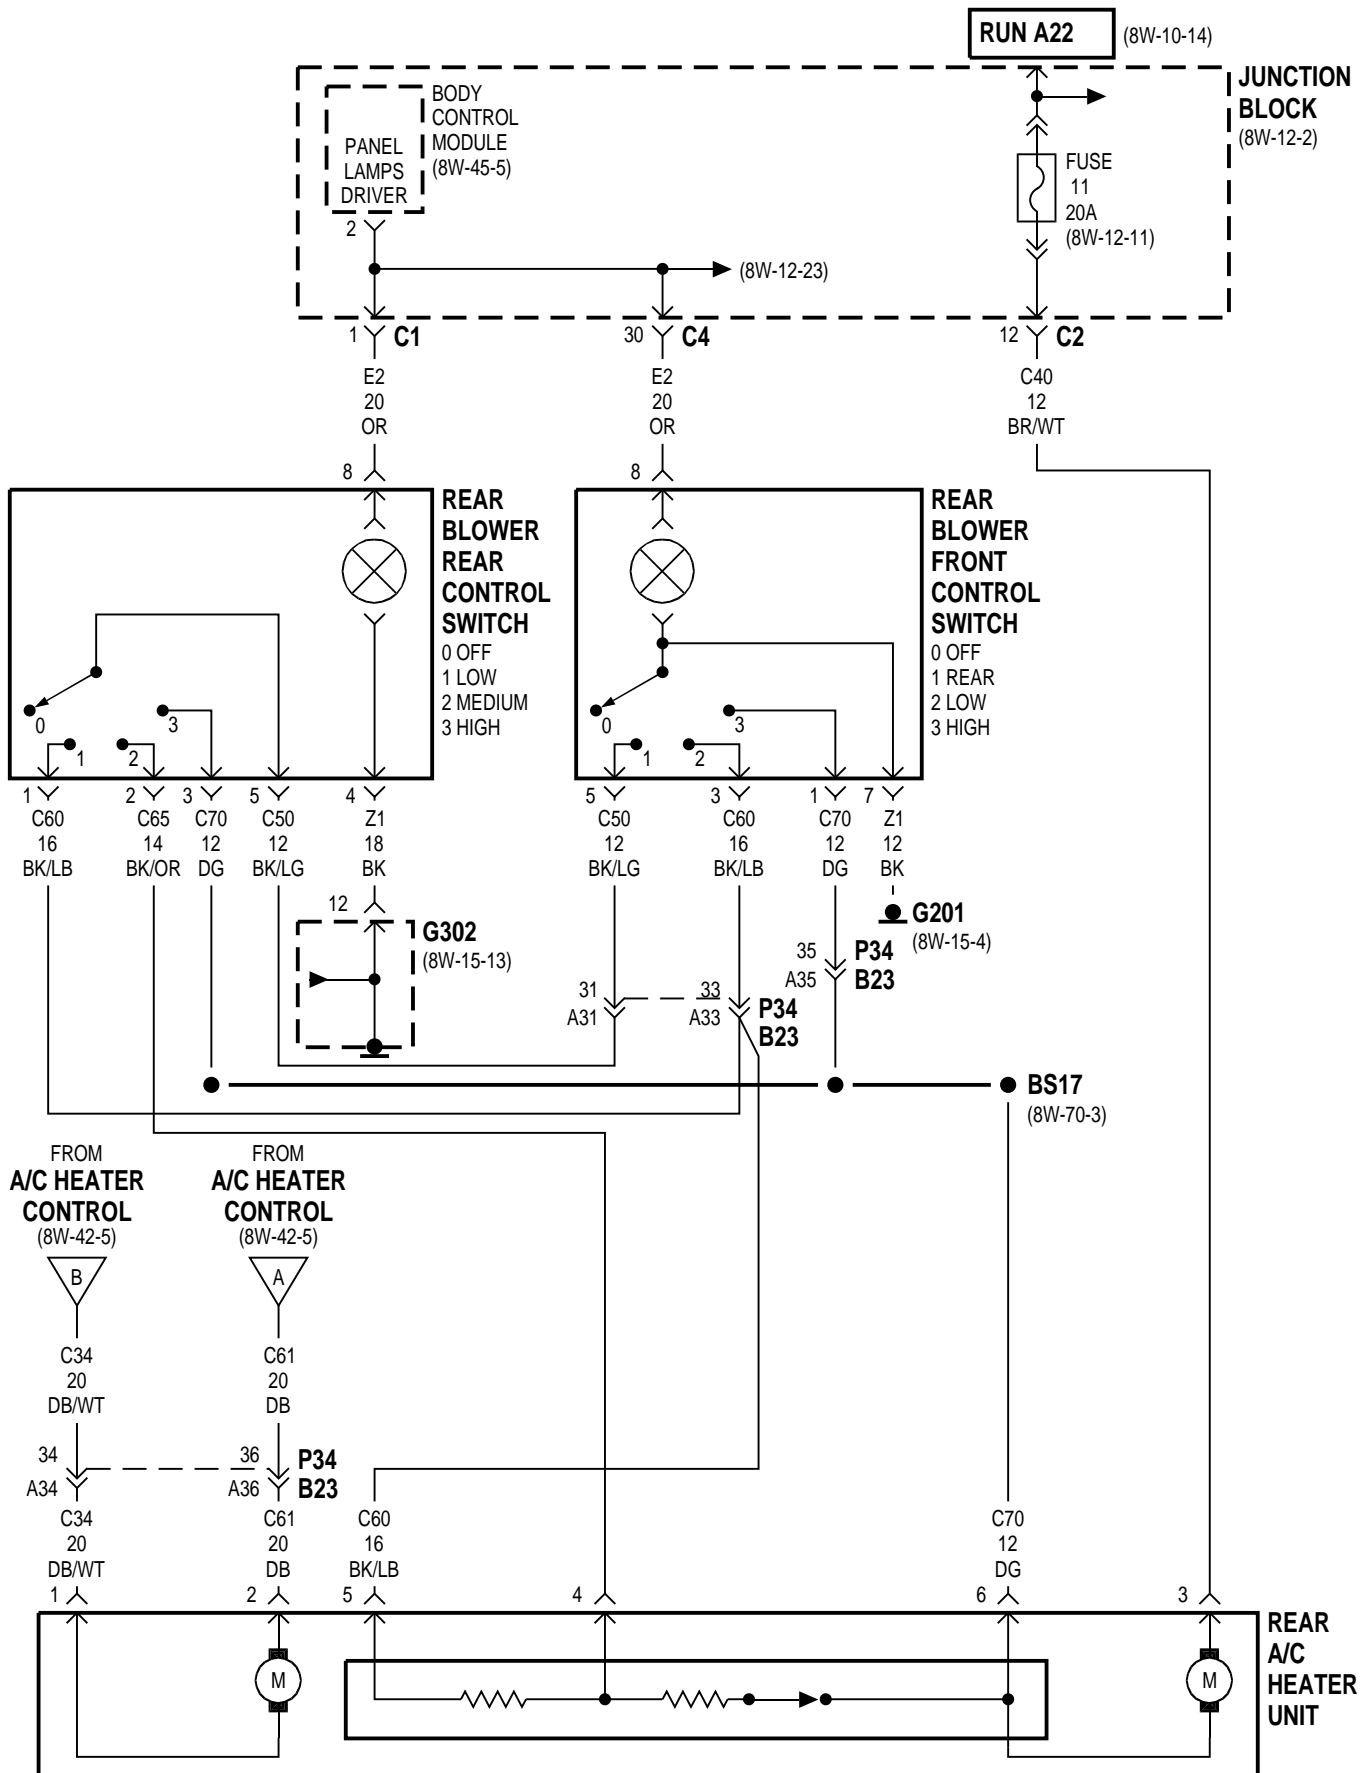 RUN A22 (8W-10-14)
JUNCTION
BLOCK
(8W-12-2)
BODY
CONTROL
MODULE
(8W-45-5)
PANEL
LAMPS
DRIVER
2
FUSE
11
20A
(8W-12-11)
(8W-12-23)
1 C1
30 C4
12 C2
E2
20
OR
E2
20
OR
C40
12
BR/WT
8
8
REAR
BLOWER
REAR
CONTROL
SWITCH
0 OFF
1 LOW
2 MEDIUM
3 HIGH
REAR
BLOWER
FRONT
CONTROL
SWITCH
0 OFF
1 REAR
2 LOW
3 HIGH
0
1
2
3
0
1
2
3
1 2 3 5 4
5 3 1 7
C60
16
BK/LB
C65
14
BK/OR
C70
12
DG
C50
12
BK/LG
Z1
18
BK
C50
12
BK/LG
C60
16
BK/LB
C70
12
DG
Z1
12
BK
12
G302
(8W-15-13)
G201
(8W-15-4)
35 P34
A35 B23
31 33 P34
A31 A33 B23
BS17
(8W-70-3)
FROM
A/C HEATER
CONTROL
(8W-42-5)
B
FROM
A/C HEATER
CONTROL
(8W-42-5)
A
C34
20
DB/WT
C61
20
DB
34 36 P34
A34 A36 B23
C34
20
DB/WT
C61
20
DB
C60
16
BK/LB
C70
12
DG
1 2 5 4 6 3
REAR
A/C
HEATER
UNIT
M
M